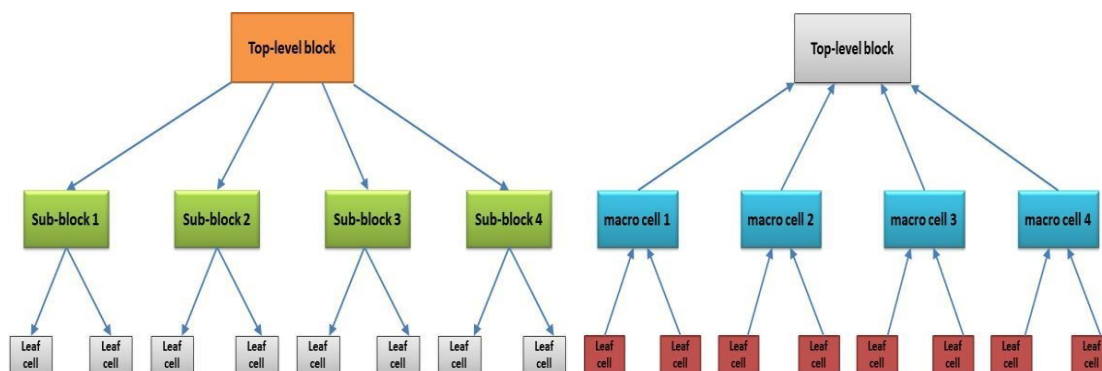 Top-level block
Top-level block
Sub-block 1
Sub-block 2
Sub-block 3
Sub-block 4
macro cell 1
macro cell 2
macro cell 3
macro cell 4
Leaf
cell
Leaf
cell
Leaf
cell
Leaf
cell
Leaf
cell
Leaf
cell
Leaf
cell
Leaf
cell
Leaf
cell
Leaf
cell
Leaf
cell
Leaf
cell
Leaf
cell
Leaf
cell
Leaf
cell
Leaf
cell